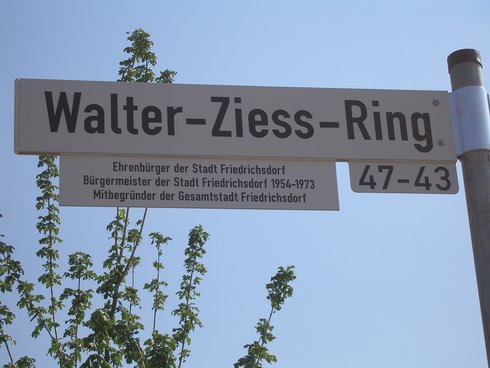 Walter-Ziess-Ring
Ehrenbürger der Stadt Friedrichsdorf
Bürgermeister der Stadt Friedrichsdorf 1954-1973
Mitbegründer der Gesamtstadt Friedrichsdorf
47-43